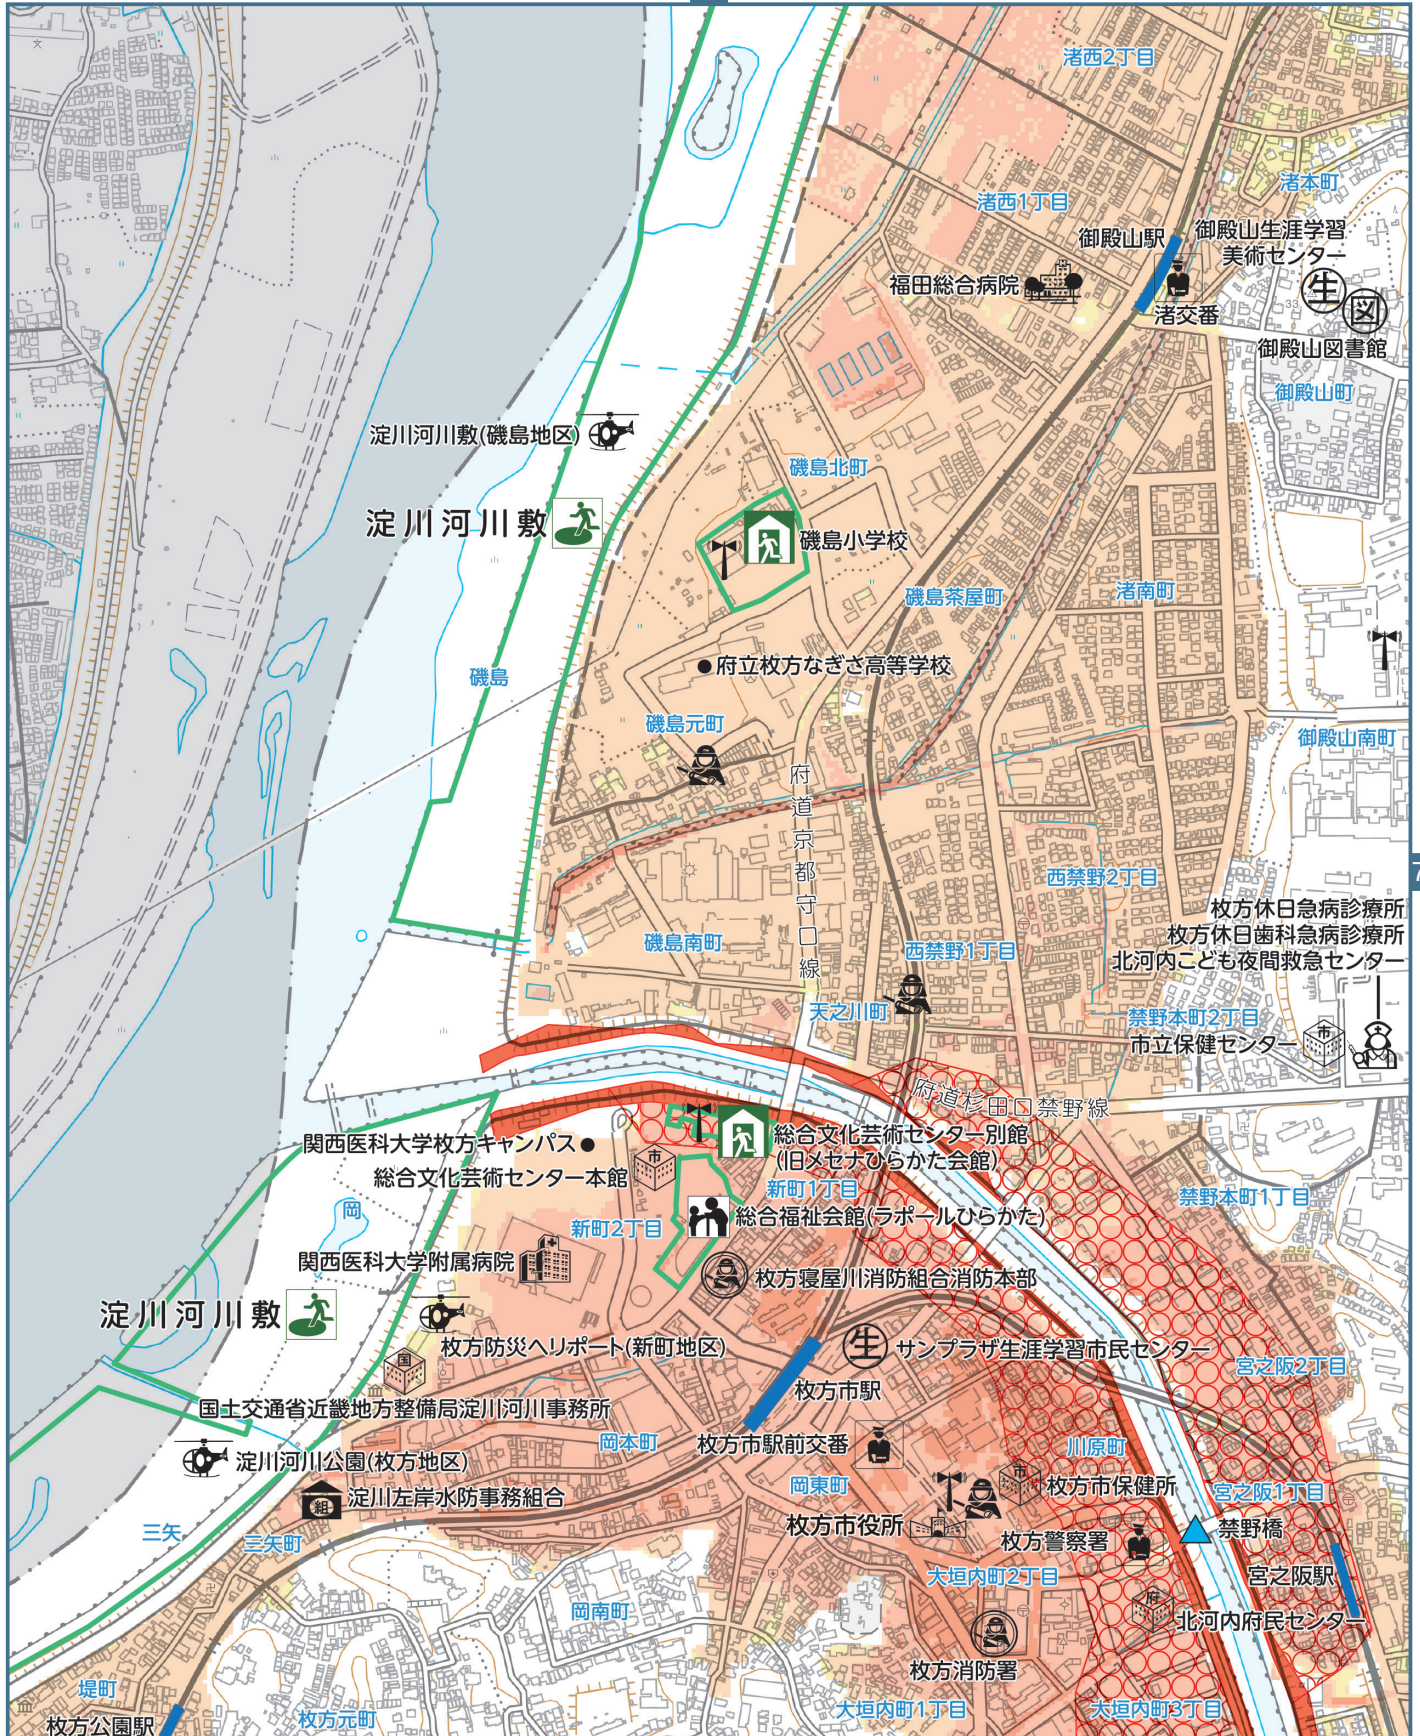 渚西2丁目
渚本町
渚西1丁目
御殿山駅
御殿山生涯学習
美術センター
福田総合病院
生
図
33
渚交番
御殿山図書館
御殿山町
淀川河川敷(磯島地区)
磯島北町
淀川河川敷
磯島小学校
磯島茶屋町
渚南町
府立枚方なぎさ高等学校
磯島
磯島元町
御殿山南町
府道京都守口線
7
西禁野2丁目
枚方休日急病診療所
枚方休日歯科急病診療所
北河内こども夜間救急センター
磯島南町
西禁野1丁目
天之川町
禁野本町2丁目
市立保健センター
市
府道杉田口禁野線
関西医科大学枚方キャンパス
総合文化芸術センター別館
(旧メセナひらかた会館)
総合文化芸術センター本館
市
新町1丁目
禁野本町1丁目
岡
新町2丁目
総合福祉会館(ラポールひらかた)
関西医科大学附属病院
枚方寝屋川消防組合消防本部
淀川河川敷
枚方防災ヘリポート(新町地区)
生
サンプラザ生涯学習市民センター
国
宮之阪2丁目
枚方市駅
国土交通省近畿地方整備局淀川河川事務所
岡本町
枚方市駅前交番
川原町
淀川河川公園(枚方地区)
岡東町
市
枚方市保健所
宮之阪1丁目
組
淀川左岸水防事務組合
枚方市役所
禁野橋
三矢
三矢町
枚方警察署
大垣内町2丁目
宮之阪駅
岡南町
府
北河内府民センター
枚方消防署
堤町
枚方公園駅
枚方元町
大垣内町1丁目
大垣内町3丁目